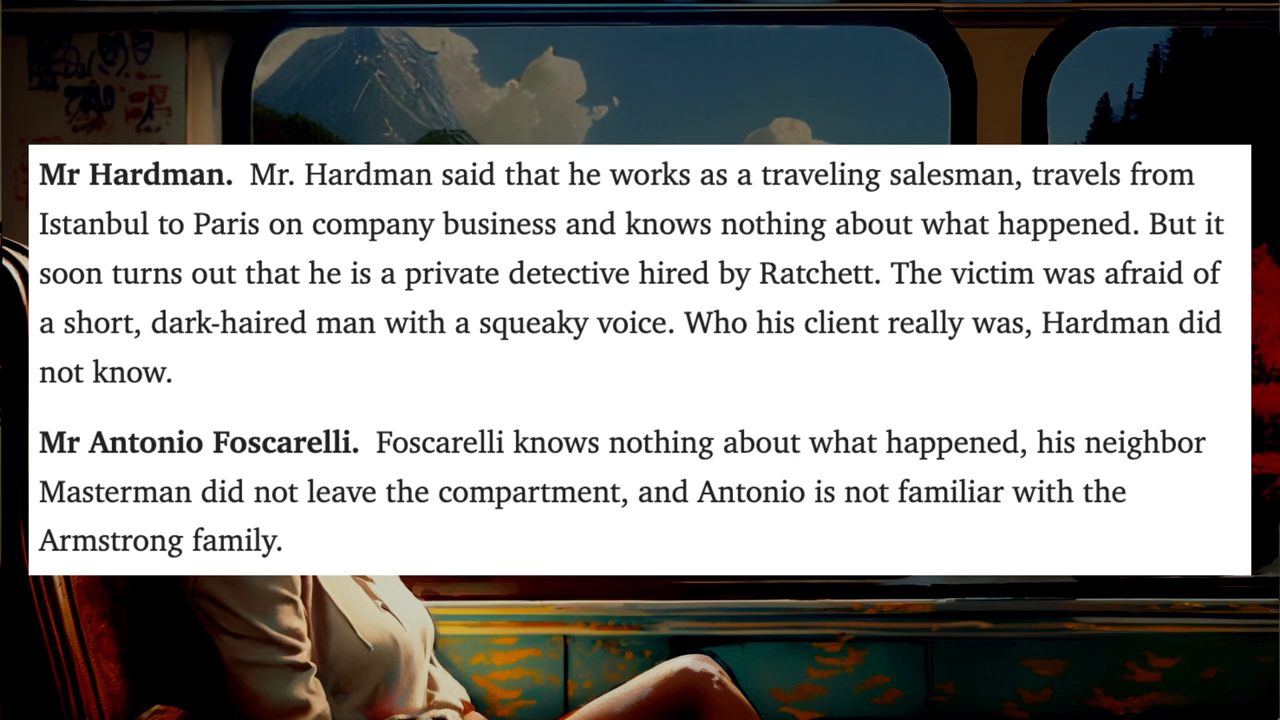 Mr Hardman. Mr. Hardman said that he works as a traveling salesman, travels from
Istanbul to Paris on company business and knows nothing about what happened. But it
soon turns out that he is a private detective hired by Ratchett. The victim was afraid of
a short, dark-haired man with a squeaky voice. Who his client really was, Hardman did
not know.
Mr Antonio Foscarelli. Foscarelli knows nothing about what happened, his neighbor
Masterman did not leave the compartment, and Antonio is not familiar with the
Armstrong family.